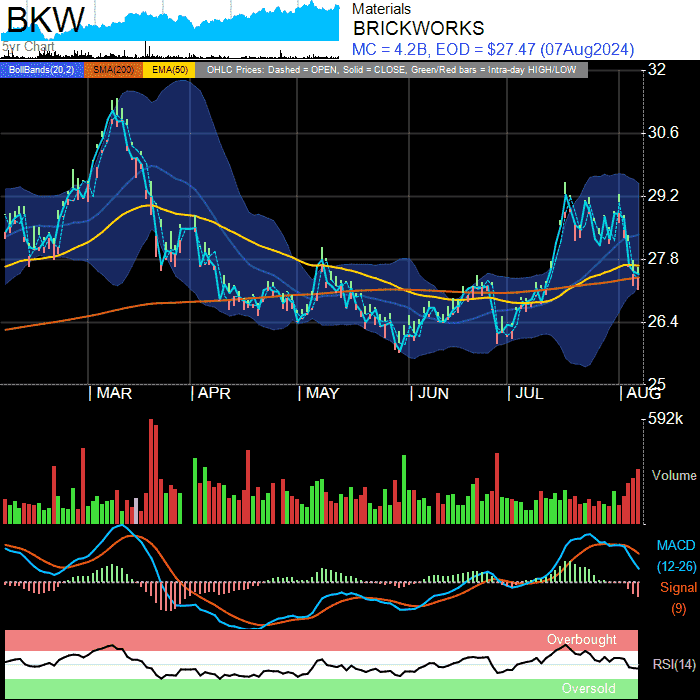 BKW
5yr Chart
Materials
BRICKWORKS
MC = 4.2B, EOD = $27.47 (07Aug2024)
BollBands(20,2) SMA(200) EMA(50) OHLC Prices: Dashed = OPEN, Solid = CLOSE, Green/Red bars = Intra-day HIGH/LOW
32
30.6
29.2
27.8
26.4
25
| MAR | APR | MAY | JUN | JUL | AUG
592k
Volume
MACD
(12-26)
Signal
(9)
Overbought
RSI(14)
Oversold